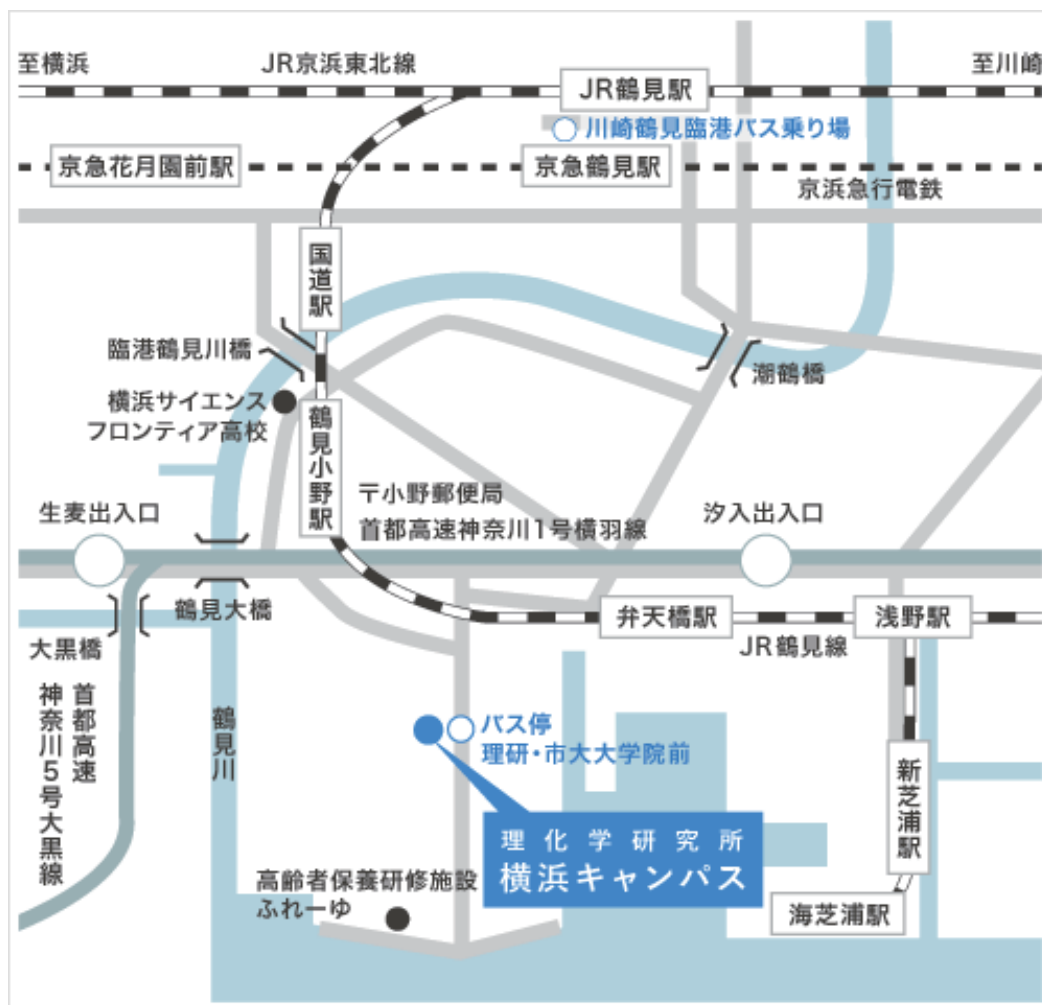 至横浜
JR京浜東北線
至川崎
JR鶴見駅
川崎鶴見臨港バス乗り場
京急花月園前駅
京急鶴見駅
京浜急行電鉄
国道駅
臨港鶴見川橋
潮鶴橋
横浜サイエンス
フロンティア高校
鶴見小野駅
〒小野郵便局
首都高速神奈川1号横羽線
生麦出入口
汐入出入口
鶴見大橋
大黒橋
弁天橋駅
浅野駅
JR鶴見線
首都高速
神奈川5号大黒線
鶴見川
バス停
理研・市大大学院前
新芝浦駅
理化学研究所
横浜キャンパス
高齢者保養研修施設
ふれーゆ
海芝浦駅